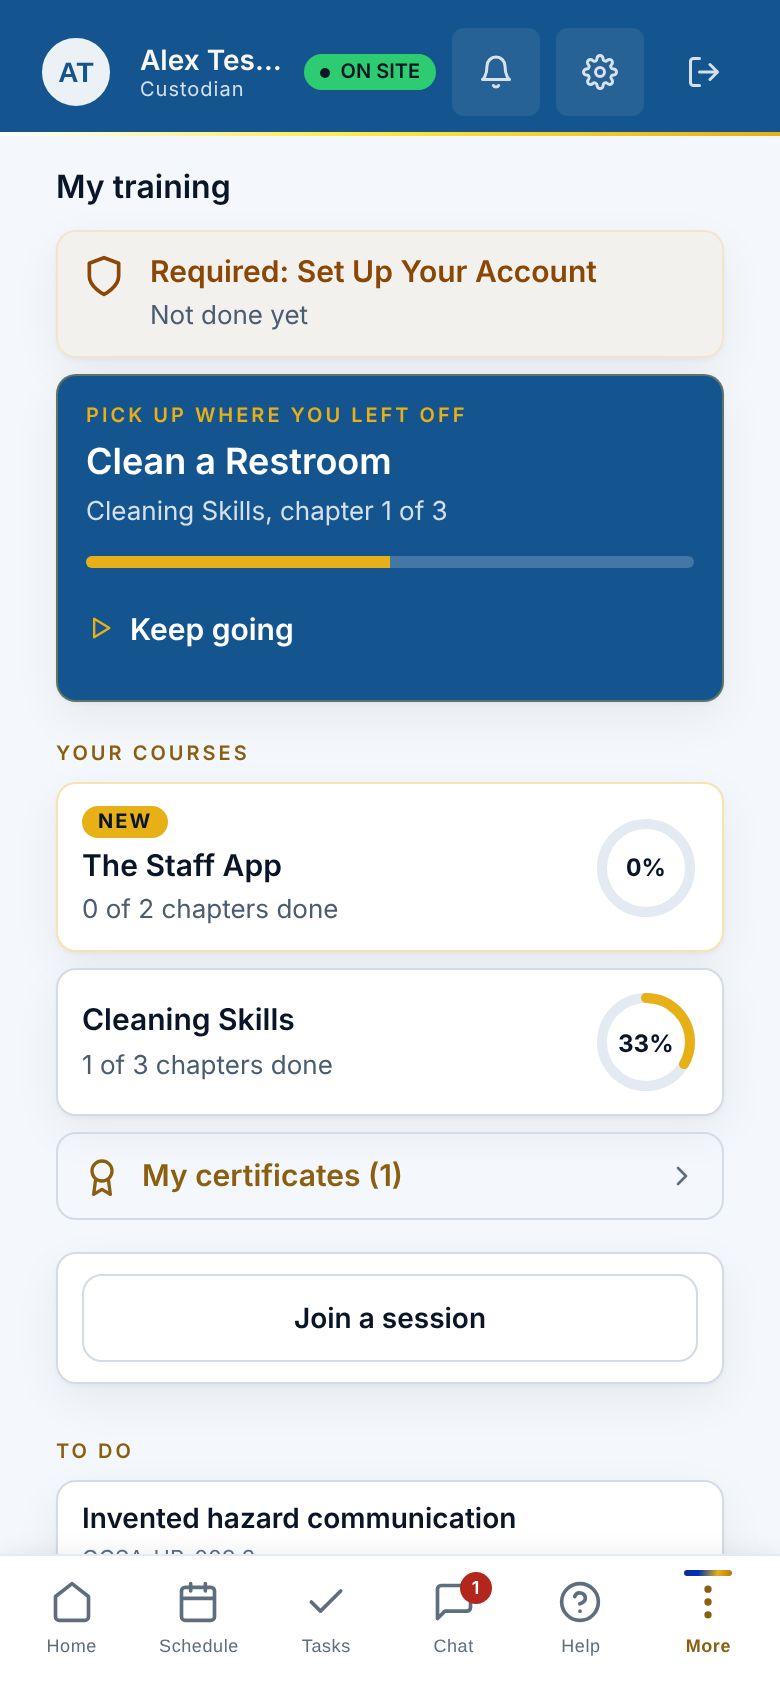 AT
Alex Tes...
Custodian
ON SITE
My training
Required: Set Up Your Account
Not done yet
PICK UP WHERE YOU LEFT OFF
Clean a Restroom
Cleaning Skills, chapter 1 of 3
Keep going
YOUR COURSES
NEW
The Staff App
0 of 2 chapters done
0%
Cleaning Skills
1 of 3 chapters done
33%
My certificates (1)
Join a session
TO DO
Invented hazard communication
1
Home
Schedule
Tasks
Chat
Help
More